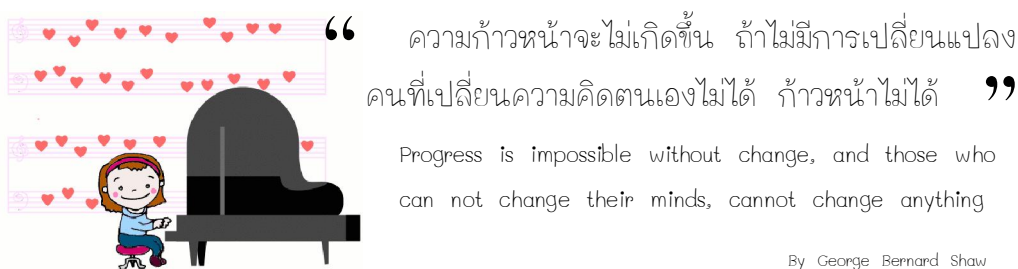 “ ความก้าวหน้าจะไม่เกิดขึ้น ถ้าไม่มีการเปลี่ยนแปลง
คนที่เปลี่ยนความคิดตนเองไม่ได้ ก้าวหน้าไม่ได้ ”
Progress is impossible without change, and those who
can not change their minds, cannot change anything
By George Bernard Shaw